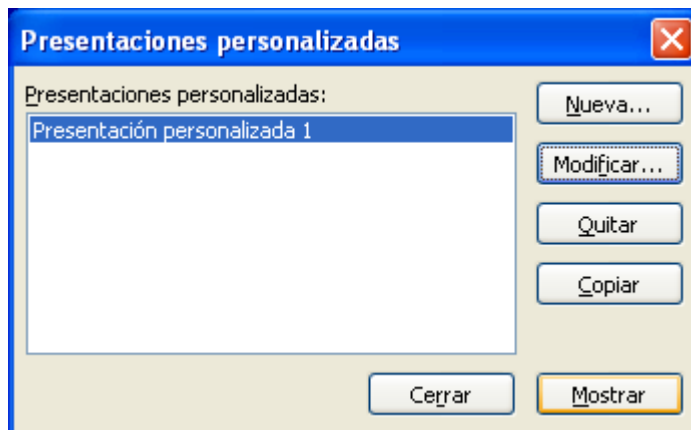 Presentaciones personalizadas
Presentaciones personalizadas:
Presentación personalizada 1
Nueva...
Modificar...
Quitar
Copiar
Cerrar
Mostrar